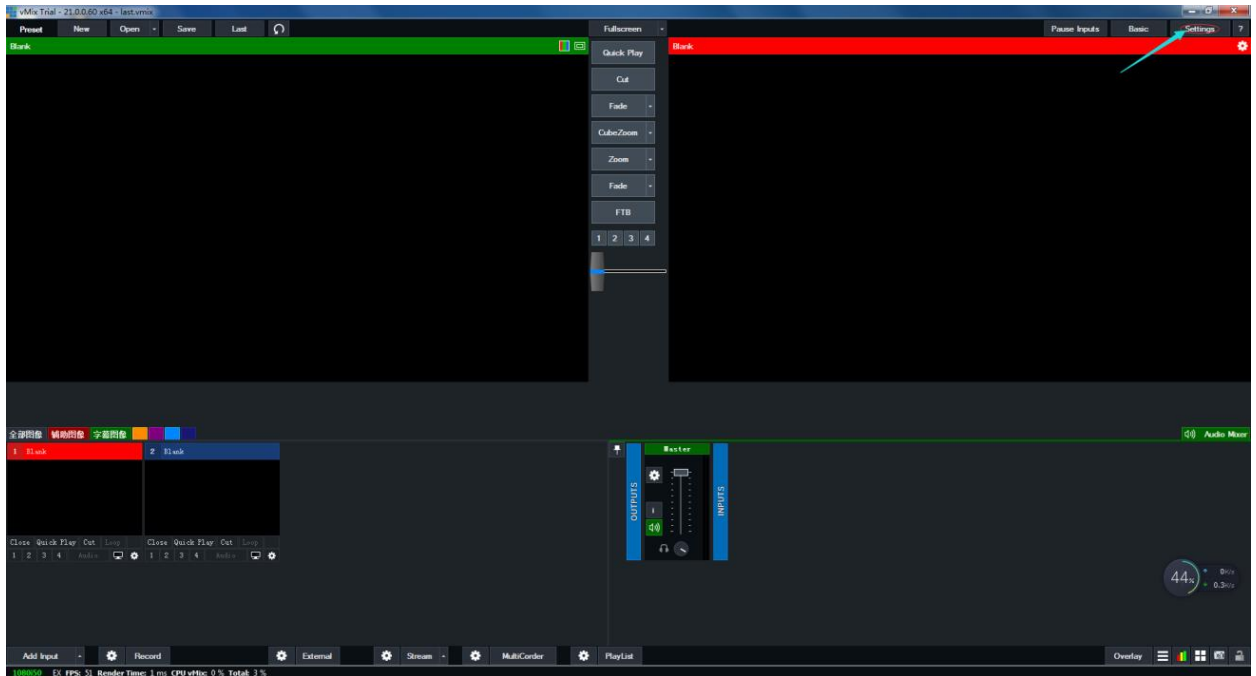 vMix Trial - 21.0.0.60 x64 - last.vmix
Preset New Open Save Last Fullscreen Pause Inputs Basic Settings ?
Blank Blank
Quick Play
Cut
Fade
CubeZoom
Zoom
Fade
FTB
1 2 3 4
全部图像 辅助图像 字幕图像 Audio Mixer
1 Blank 2 Blank Master
OUTPUTS INPUTS
Close Quick Play Cut Loop Close Quick Play Cut Loop
1 2 3 4 Audio 1 2 3 4 Audio
44%
Add Input Record External Stream MultiCorder PlayList Overlay
1080i50 EX FPS: 51 Render Time: 1 ms CPU vMix: 0 % Total: 3 %